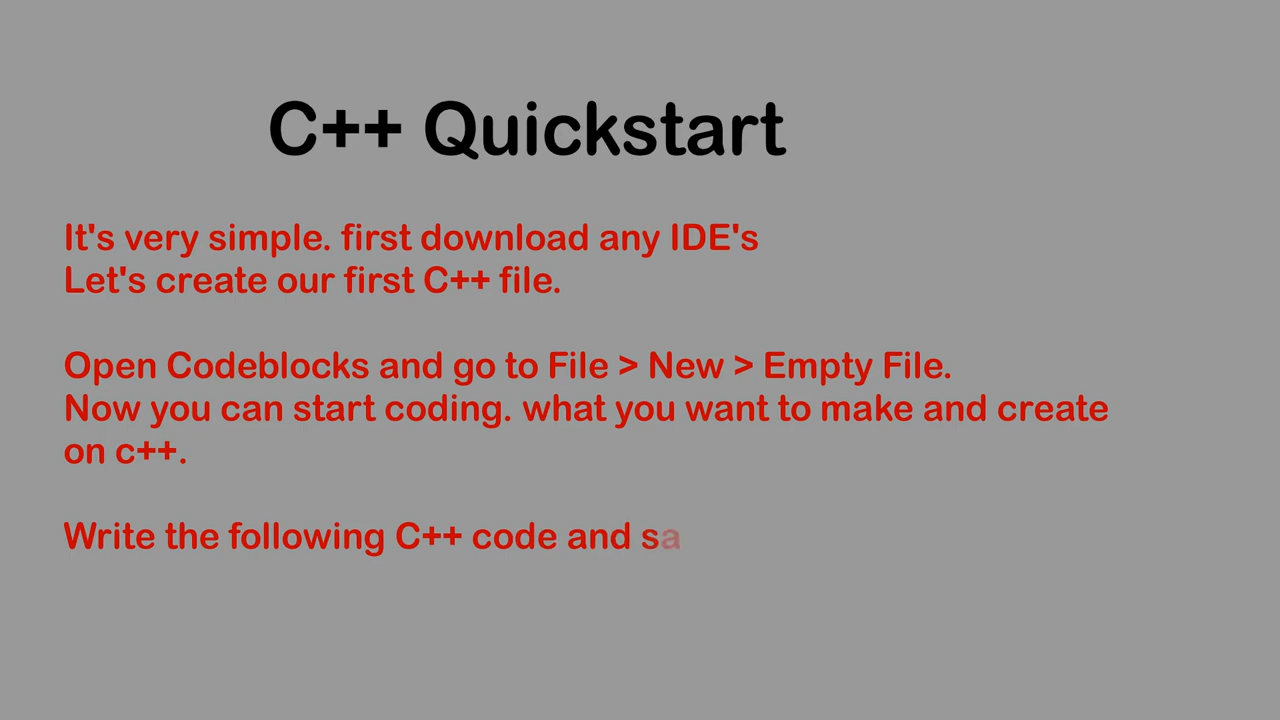 C++ Quickstart
It's very simple. first download any IDE's
Let's create our first C++ file.
Open Codeblocks and go to File > New > Empty File.
Now you can start coding. what you want to make and create
on c++.
Write the following C++ code and sa